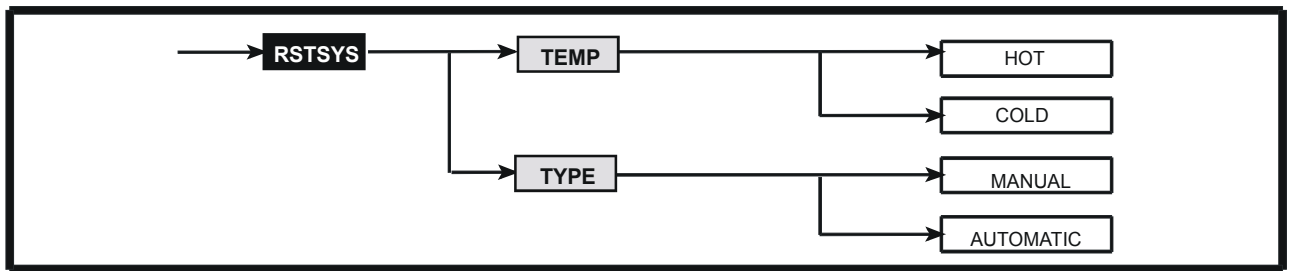 RSTSYS
TEMP
HOT
COLD
TYPE
MANUAL
AUTOMATIC